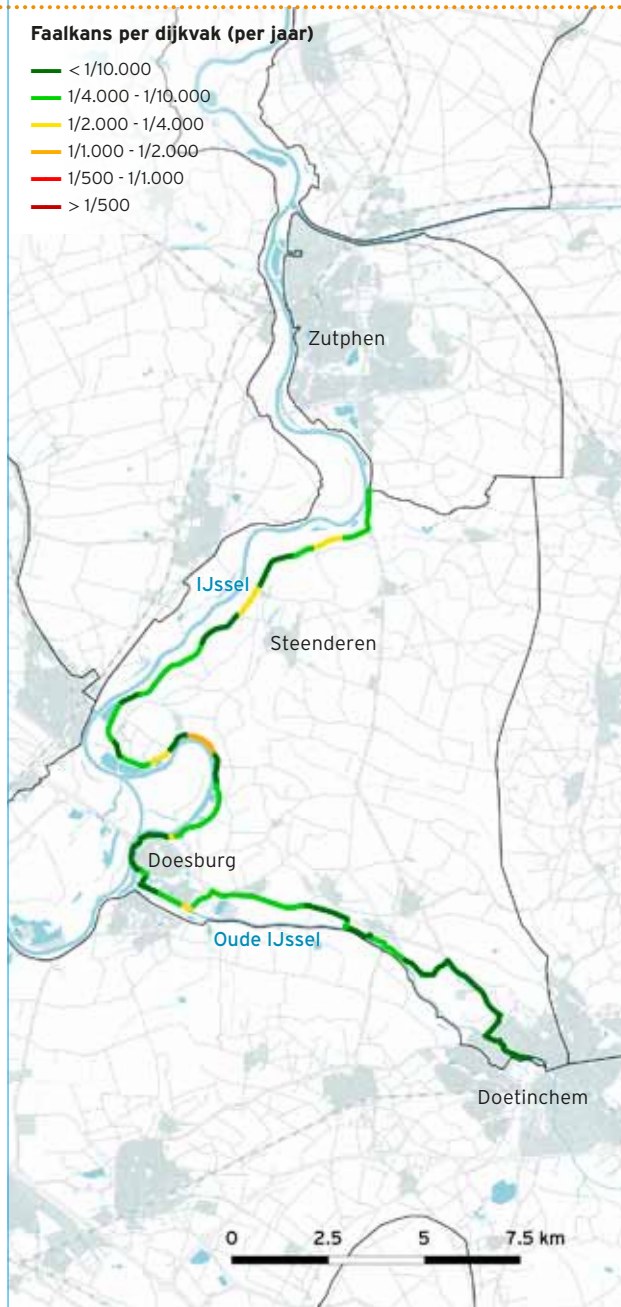 Faalkans per dijkvak (per jaar)
< 1/10.000
1/4.000 - 1/10.000
1/2.000 - 1/4.000
1/1.000 - 1/2.000
1/500 - 1/1.000
> 1/500
Zutphen
IJssel
Steenderen
Doesburg
Oude IJssel
Doetinchem
0 2.5 5 7.5 km